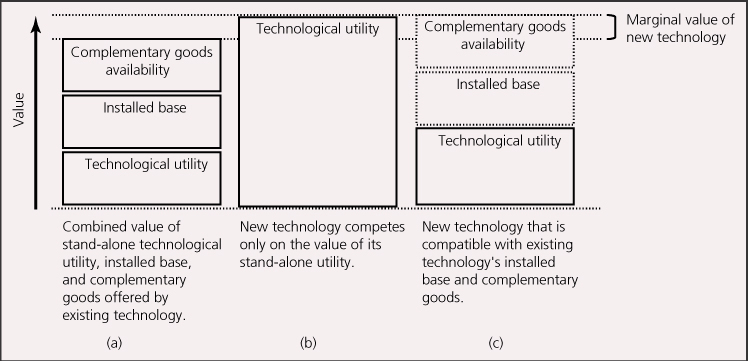 Value
Complementary goods
availability
Installed base
Technological utility
Technological utility
Complementary goods
availability
Installed base
Technological utility
Marginal value of
new technology
Combined value of
stand-alone technological
utility, installed base,
and complementary
goods offered by
existing technology.
(a)
New technology competes
only on the value of its
stand-alone utility.
(b)
New technology that is
compatible with existing
technology's installed
base and complementary
goods.
(c)